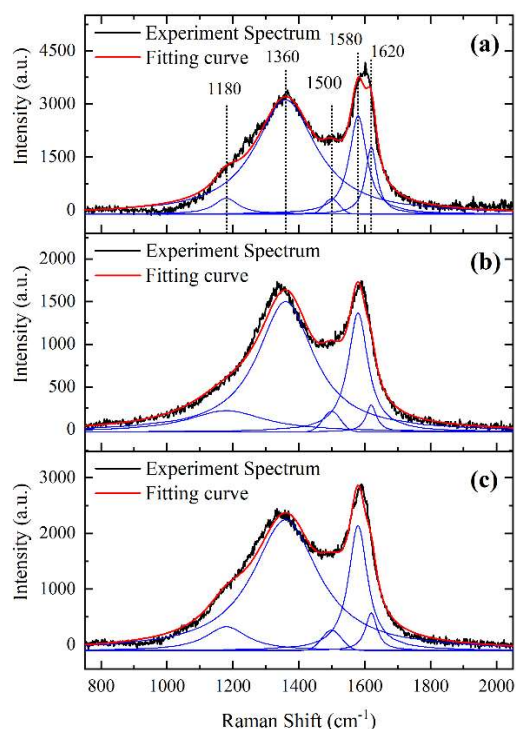 1580
1620
1360
1180
1500
Experiment Spectrum
Fitting curve
(a)
4500
3000
1500
0
Intensity (a.u.)
Experiment Spectrum
Fitting curve
(b)
2000
1500
1000
500
0
Intensity (a.u.)
Experiment Spectrum
Fitting curve
(c)
3000
2000
1000
0
Intensity (a.u.)
800 1000 1200 1400 1600 1800 2000
Raman Shift (cm⁻¹)